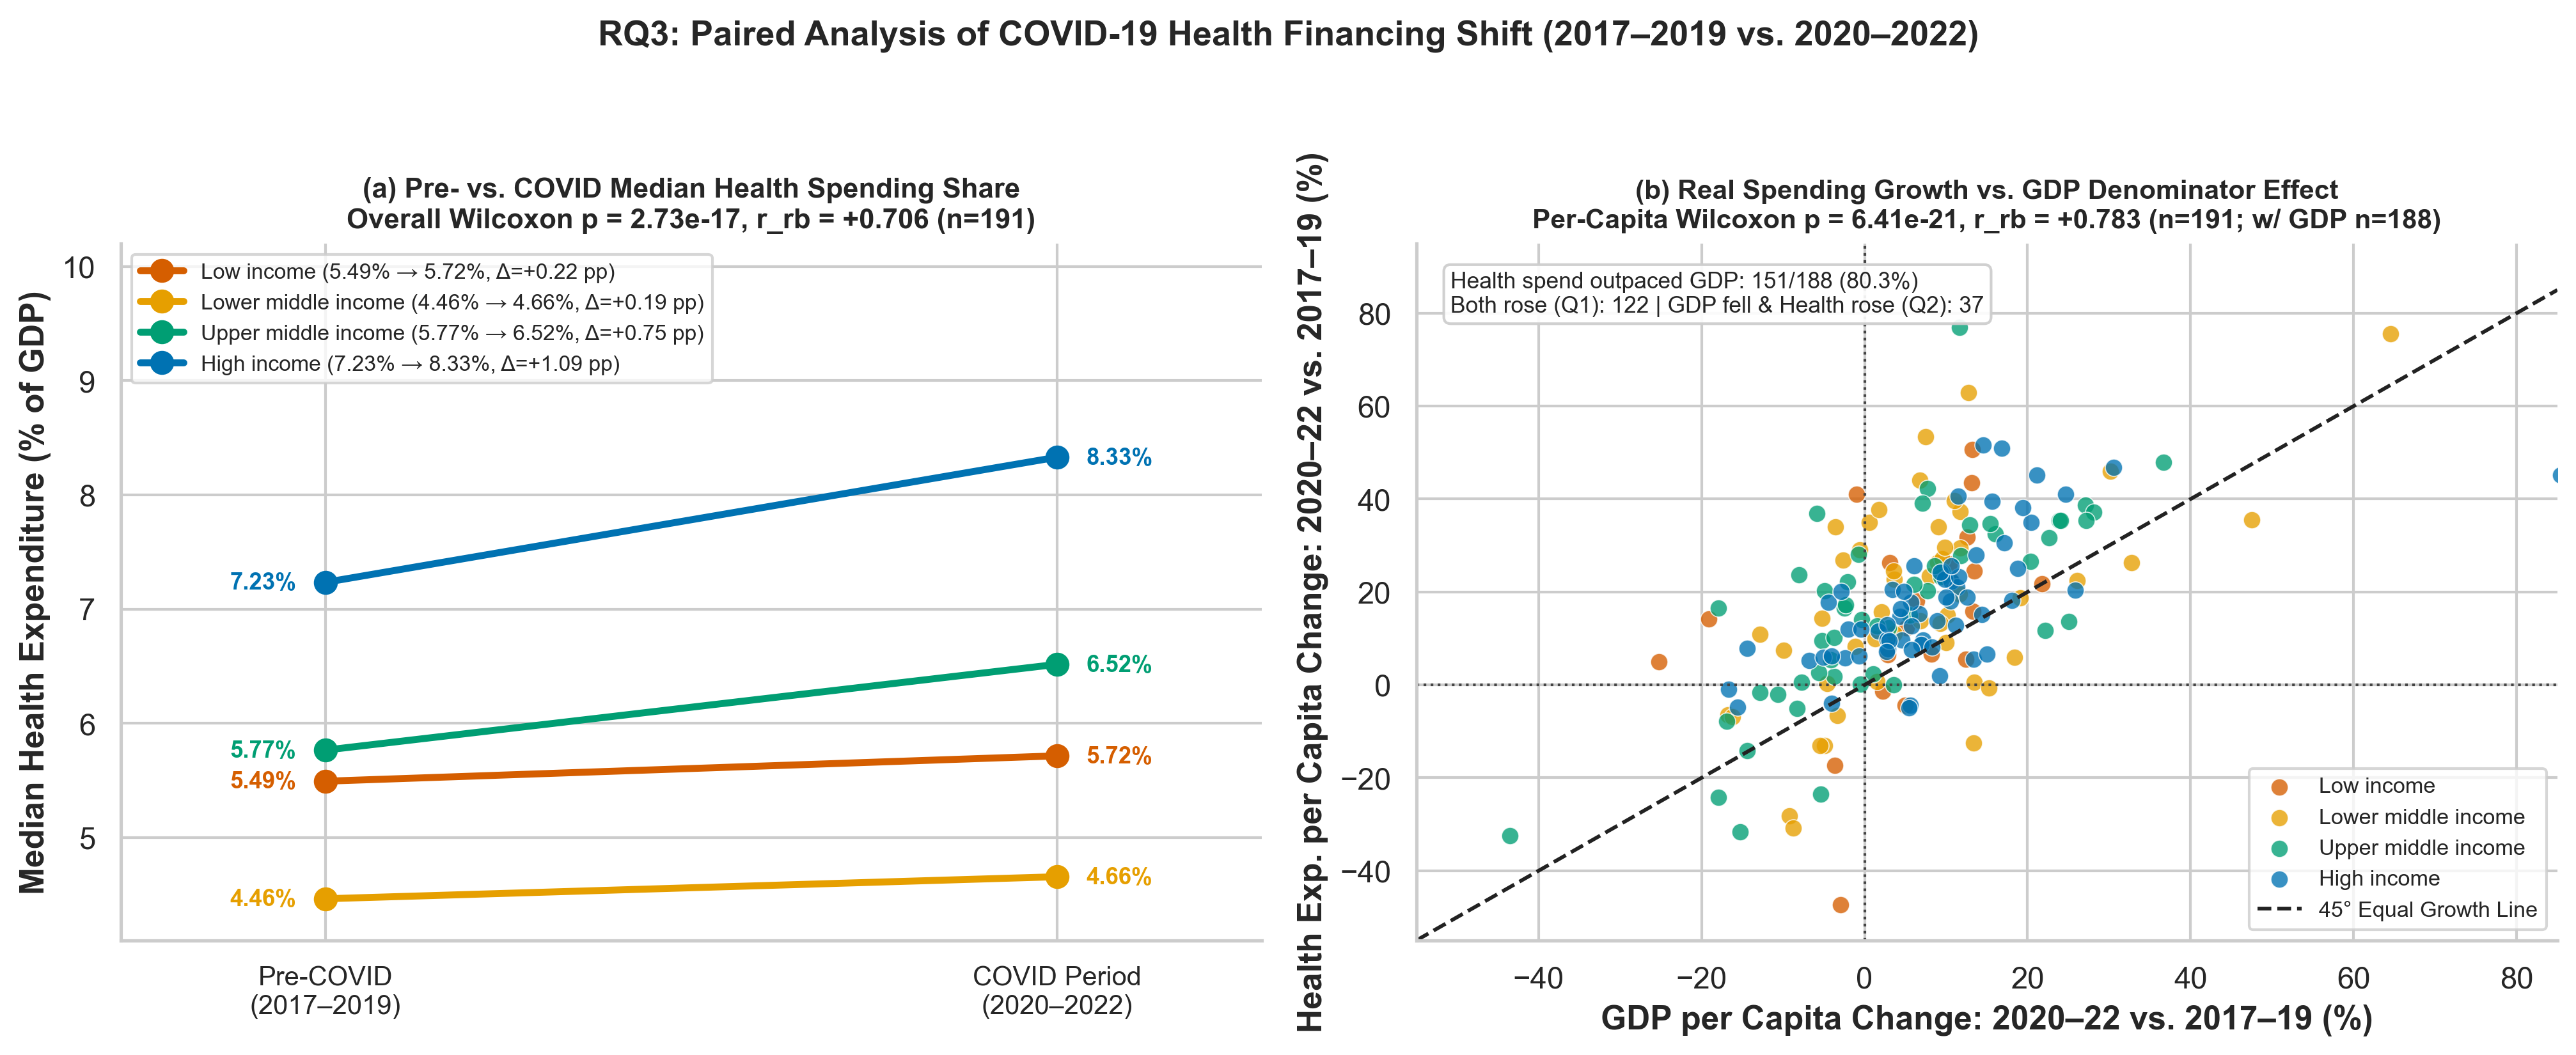 RQ3: Paired Analysis of COVID-19 Health Financing Shift (2017–2019 vs. 2020–2022)
(a) Pre- vs. COVID Median Health Spending Share
Overall Wilcoxon p = 2.73e-17, r_rb = +0.706 (n=191)
Median Health Expenditure (% of GDP)
10
9
8
7
6
5
Low income (5.49% → 5.72%, Δ=+0.22 pp)
Lower middle income (4.46% → 4.66%, Δ=+0.19 pp)
Upper middle income (5.77% → 6.52%, Δ=+0.75 pp)
High income (7.23% → 8.33%, Δ=+1.09 pp)
7.23%
8.33%
5.77%
6.52%
5.49%
5.72%
4.46%
4.66%
Pre-COVID
(2017–2019)
COVID Period
(2020–2022)
(b) Real Spending Growth vs. GDP Denominator Effect
Per-Capita Wilcoxon p = 6.41e-21, r_rb = +0.783 (n=191; w/ GDP n=188)
Health Exp. per Capita Change: 2020–22 vs. 2017–19 (%)
80
60
40
20
0
−20
−40
Health spend outpaced GDP: 151/188 (80.3%)
Both rose (Q1): 122 | GDP fell & Health rose (Q2): 37
Low income
Lower middle income
Upper middle income
High income
45° Equal Growth Line
−40
−20
0
20
40
60
80
GDP per Capita Change: 2020–22 vs. 2017–19 (%)